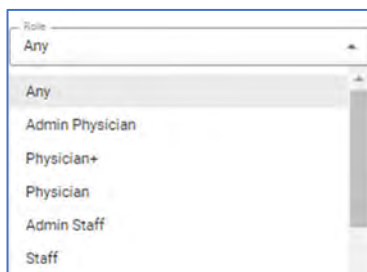 Role
Any
Any
Admin Physician
Physician+
Physician
Admin Staff
Staff